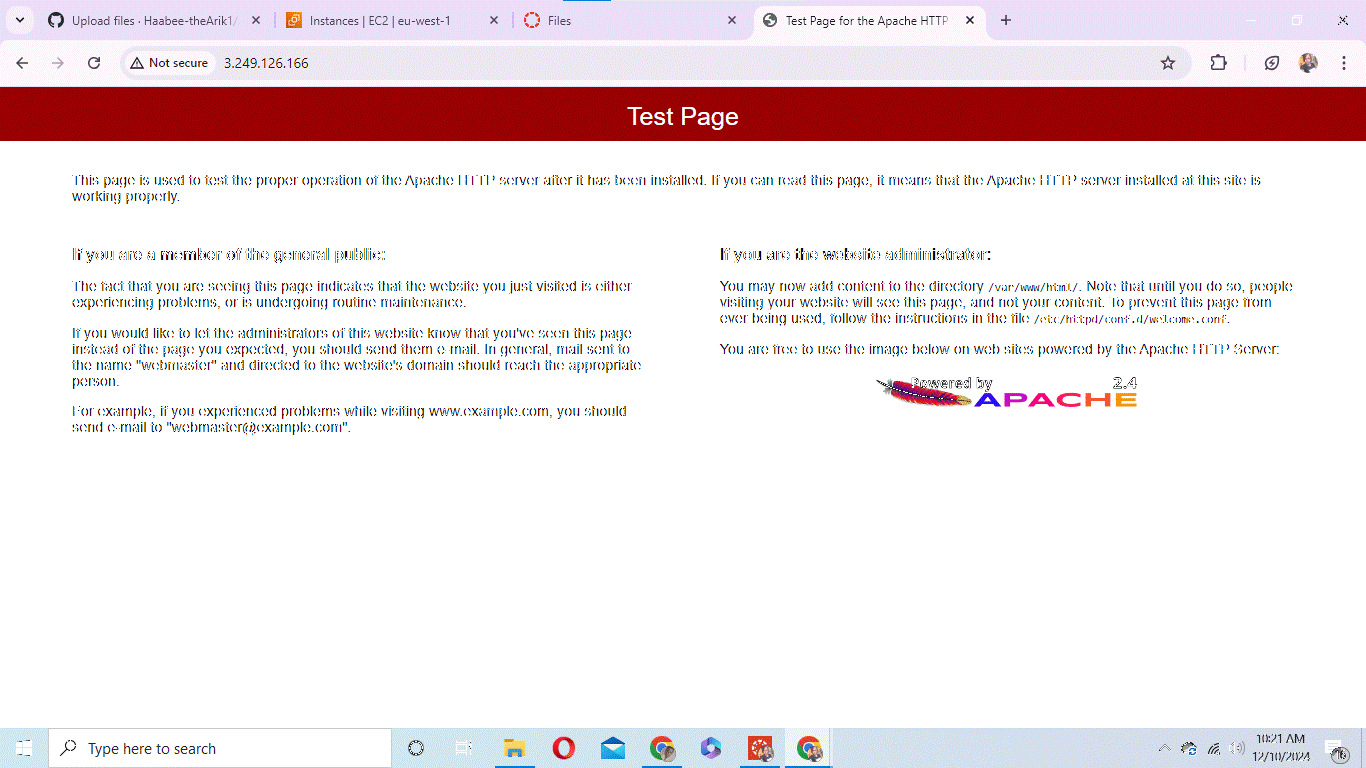 Upload files · Haabee-theArik1/
Instances | EC2 | eu-west-1
Files
Test Page for the Apache HTTP
Not secure
3.249.126.166
Test Page
This page is used to test the proper operation of the Apache HTTP server after it has been installed. If you can read this page, it means that the Apache HTTP server installed at this site is
working properly.
If you are a member of the general public:
The fact that you are seeing this page indicates that the website you just visited is either
experiencing problems, or is undergoing routine maintenance.
If you would like to let the administrators of this website know that you've seen this page
instead of the page you expected, you should send them e-mail. In general, mail sent to
the name "webmaster" and directed to the website's domain should reach the appropriate
person.
For example, if you experienced problems while visiting www.example.com, you should
send e-mail to "webmaster@example.com".
If you are the website administrator:
You may now add content to the directory /var/www/html/. Note that until you do so, people
visiting your website will see this page, and not your content. To prevent this page from
ever being used, follow the instructions in the file /etc/httpd/conf.d/welcome.conf.
You are free to use the image below on web sites powered by the Apache HTTP Server:
Powered by 2.4
APACHE
Type here to search
10:21 AM
12/10/2024